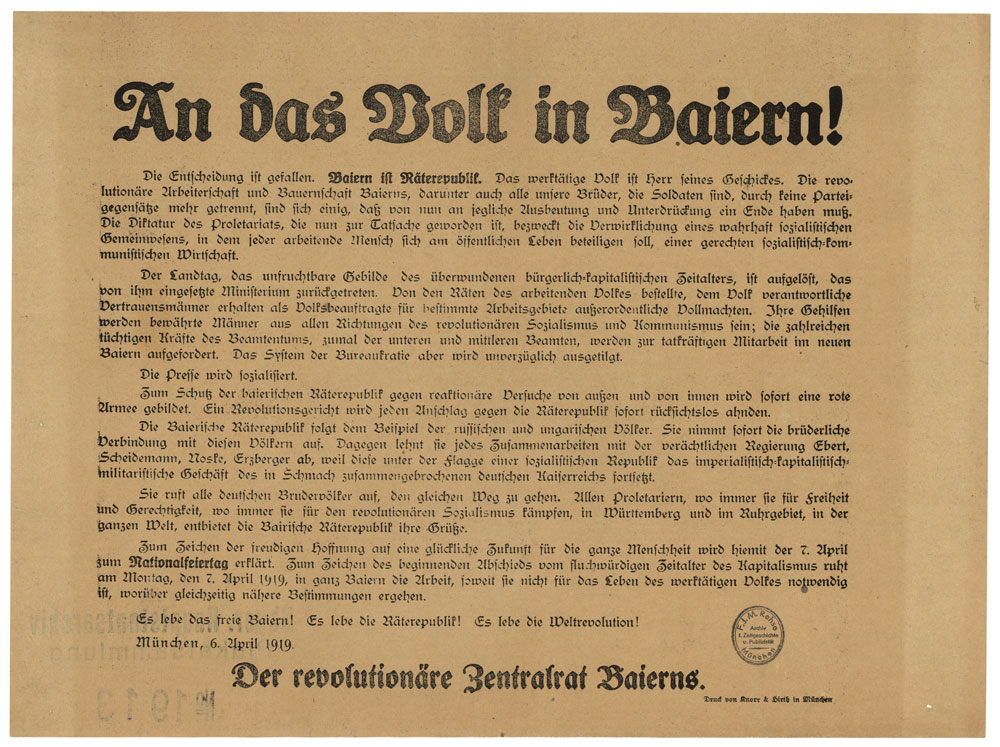 An das Volk in Baiern!
Die Entscheidung ist gefallen. Baiern ist Räterepublik. Das werktätige Volk ist Herr seines Geschickes. Die revo-
lutionäre Arbeiterschaft und Bauernschaft Baierns, darunter auch alle unsere Brüder, die Soldaten sind, durch keine Partei-
gegensätze mehr getrennt, sind sich einig, daß von nun an jegliche Ausbeutung und Unterdrückung ein Ende haben muß.
Die Diktatur des Proletariats, die nun zur Tatsache geworden ist, bezweckt die Verwirklichung eines wahrhaft sozialistischen
Gemeinwesens, in dem jeder arbeitende Mensch sich am öffentlichen Leben beteiligen soll, einer gerechten sozialistisch-kom-
munistischen Wirtschaft.
Der Landtag, das unfruchtbare Gebilde des überwundenen bürgerlich-kapitalistischen Zeitalters, ist aufgelöst, das
von ihm eingesetzte Ministerium zurückgetreten. Von den Räten des arbeitenden Volkes bestellte, dem Volk verantwortliche
Vertrauensmänner erhalten als Volksbeauftragte für bestimmte Arbeitsgebiete außerordentliche Vollmachten. Ihre Gehilfen
werden bewährte Männer aus allen Richtungen des revolutionären Sozialismus und Kommunismus sein; die zahlreichen
tüchtigen Kräfte des Beamtentums, zumal der unteren und mittleren Beamten, werden zur tatkräftigen Mitarbeit im neuen
Baiern aufgefordert. Das System der Bureaukratie aber wird unverzüglich ausgetilgt.
Die Presse wird sozialisiert.
Zum Schutz der baierischen Räterepublik gegen reaktionäre Versuche von außen und von innen wird sofort eine rote
Armee gebildet. Ein Revolutionsgericht wird jeden Anschlag gegen die Räterepublik sofort rücksichtslos ahnden.
Die Baierische Räterepublik folgt dem Beispiel der russischen und ungarischen Völker. Sie nimmt sofort die brüderliche
Verbindung mit diesen Völkern auf. Dagegen lehnt sie jedes Zusammenarbeiten mit der verächtlichen Regierung Ebert,
Scheidemann, Noske, Erzberger ab, weil diese unter der Flagge einer sozialistischen Republik das imperialistisch-kapitalistisch-
militaristische Geschäft des in Schmach zusammengebrochenen deutschen Kaiserreichs fortsetzt.
Sie ruft alle deutschen Brudervölker auf, den gleichen Weg zu gehen. Allen Proletariern, wo immer sie für Freiheit
und Gerechtigkeit, wo immer sie für den revolutionären Sozialismus kämpfen, in Württemberg und im Ruhrgebiet, in der
ganzen Welt, entbietet die Bairische Räterepublik ihre Grüße.
Zum Zeichen der freudigen Hoffnung auf eine glückliche Zukunft für die ganze Menschheit wird hiemit der 7. April
zum Nationalfeiertag erklärt. Zum Zeichen des beginnenden Abschieds vom fluchwürdigen Zeitalter des Kapitalismus ruht
am Montag, den 7. April 1919, in ganz Baiern die Arbeit, soweit sie nicht für das Leben des werktätigen Volkes notwendig
ist, worüber gleichzeitig nähere Bestimmungen ergehen.
Es lebe das freie Baiern! Es lebe die Räterepublik! Es lebe die Weltrevolution!
München, 6. April 1919.
Der revolutionäre Zentralrat Baierns.
Druck von Knorr & Hirth in München
F.J.M. Rehse
Archiv
f. Zeitgeschichte
u. Publizistik
München